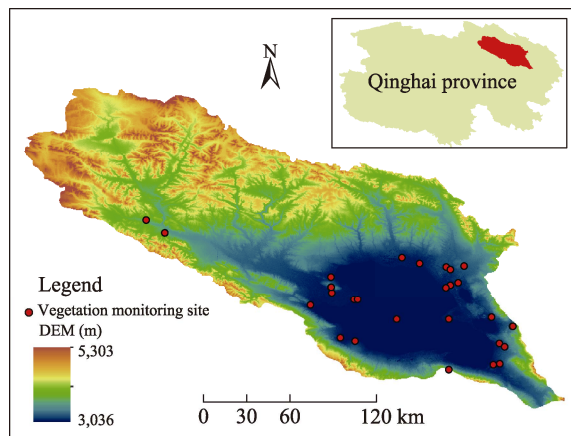 N
Qinghai province
Legend
Vegetation monitoring site
DEM (m)
5,303
3,036
0 30 60 120 km